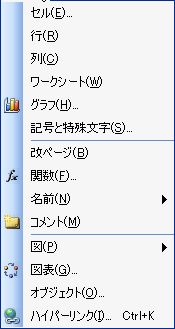 セル(E)...
行(R)
列(C)
ワークシート(W)
グラフ(H)...
記号と特殊文字(S)...
改ページ(B)
関数(F)...
名前(N)
コメント(M)
図(P)
図表(G)...
オブジェクト(O)...
ハイパーリンク(I)... Ctrl+K